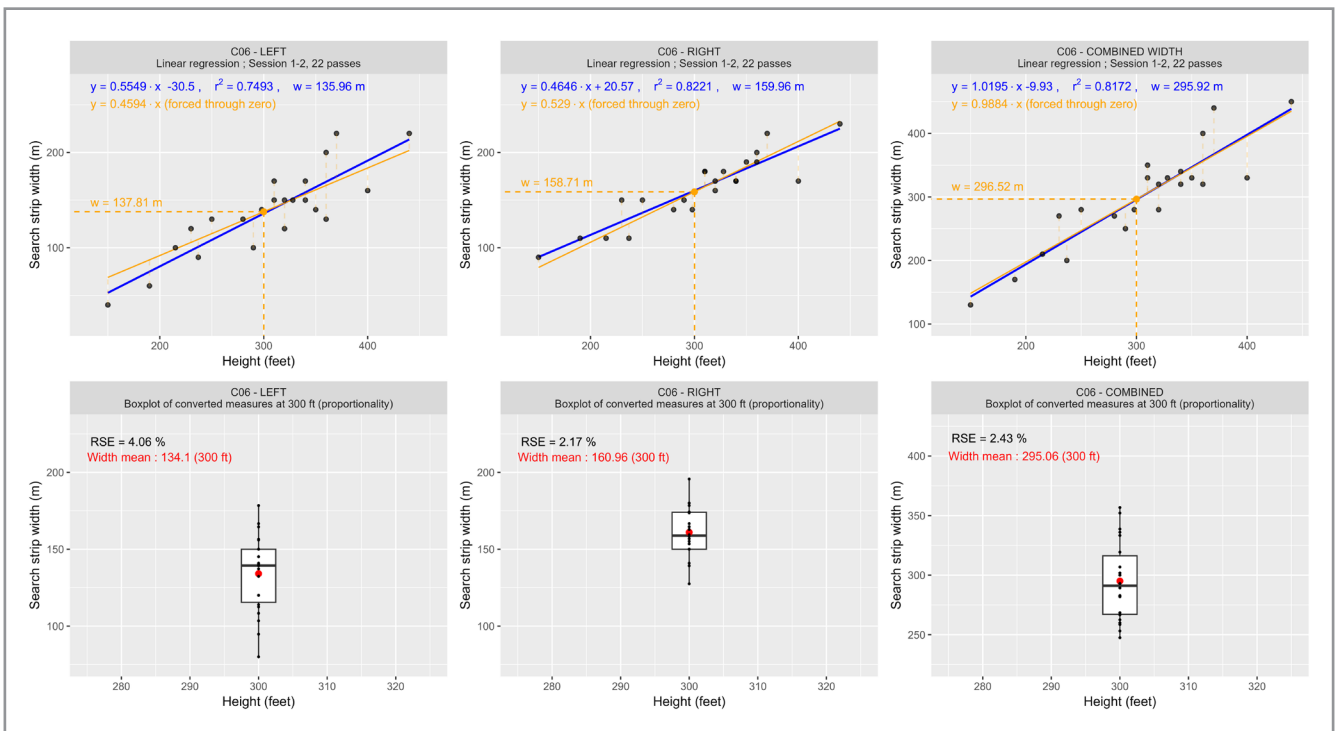 C06 - LEFT
Linear regression ; Session 1-2, 22 passes
y = 0.5549 · x -30.5 , r² = 0.7493 , w = 135.96 m
y = 0.4594 · x (forced through zero)
w = 137.81 m
200
100
Search strip width (m)
200 300 400
Height (feet)
C06 - RIGHT
Linear regression ; Session 1-2, 22 passes
y = 0.4646 · x + 20.57 , r² = 0.8221 , w = 159.96 m
y = 0.529 · x (forced through zero)
w = 158.71 m
200
100
Search strip width (m)
200 300 400
Height (feet)
C06 - COMBINED WIDTH
Linear regression ; Session 1-2, 22 passes
y = 1.0195 · x -9.93 , r² = 0.8172 , w = 295.92 m
y = 0.9884 · x (forced through zero)
w = 296.52 m
400
300
200
100
Search strip width (m)
200 300 400
Height (feet)
C06 - LEFT
Boxplot of converted measures at 300 ft (proportionality)
RSE = 4.06 %
Width mean : 134.1 (300 ft)
200
150
100
Search strip width (m)
280 290 300 310 320
Height (feet)
C06 - RIGHT
Boxplot of converted measures at 300 ft (proportionality)
RSE = 2.17 %
Width mean : 160.96 (300 ft)
200
150
100
Search strip width (m)
280 290 300 310 320
Height (feet)
C06 - COMBINED
Boxplot of converted measures at 300 ft (proportionality)
RSE = 2.43 %
Width mean : 295.06 (300 ft)
400
350
300
250
Search strip width (m)
280 290 300 310 320
Height (feet)